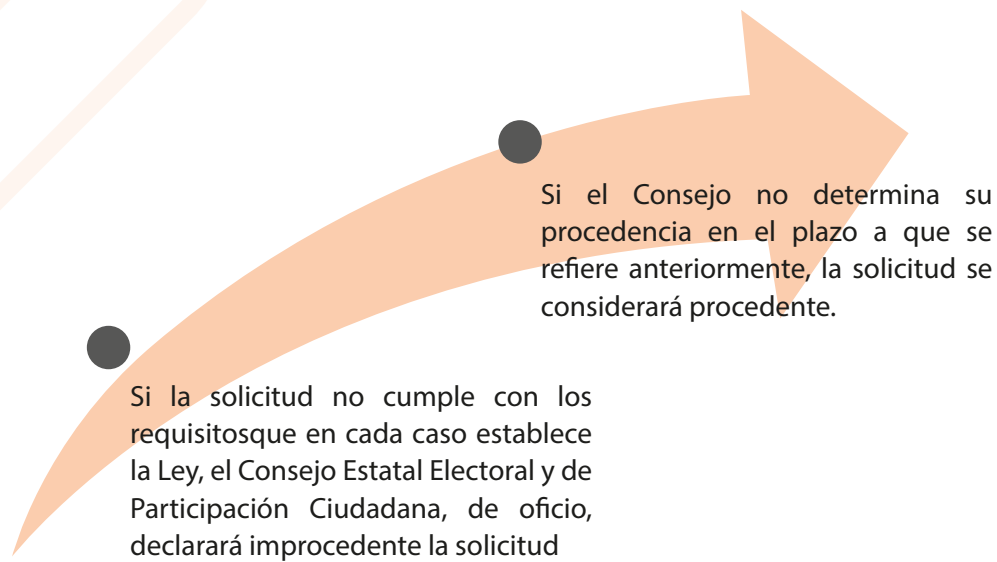 Si el Consejo no determina su
procedencia en el plazo a que se
refiere anteriormente, la solicitud se
considerará procedente.
Si la solicitud no cumple con los
requisitosque en cada caso establece
la Ley, el Consejo Estatal Electoral y de
Participación Ciudadana, de oficio,
declarará improcedente la solicitud